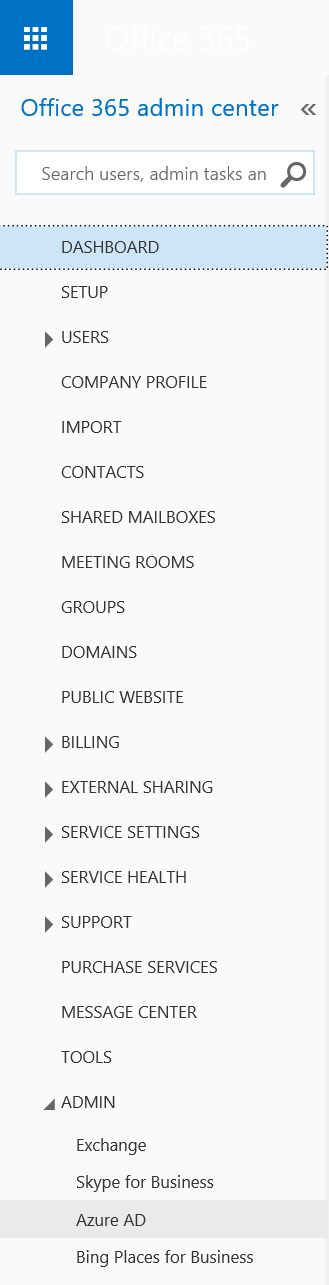 Office 365
Office 365 admin center
Search users, admin tasks an
DASHBOARD
SETUP
USERS
COMPANY PROFILE
IMPORT
CONTACTS
SHARED MAILBOXES
MEETING ROOMS
GROUPS
DOMAINS
PUBLIC WEBSITE
BILLING
EXTERNAL SHARING
SERVICE SETTINGS
SERVICE HEALTH
SUPPORT
PURCHASE SERVICES
MESSAGE CENTER
TOOLS
ADMIN
Exchange
Skype for Business
Azure AD
Bing Places for Business